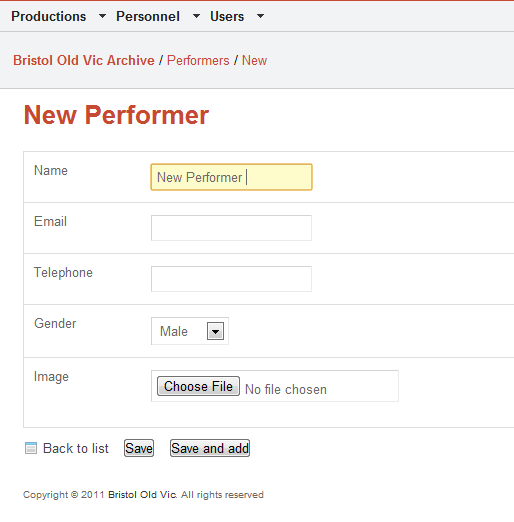 Productions Personnel Users
Bristol Old Vic Archive / Performers / New
New Performer
Name New Performer
Email
Telephone
Gender Male
Image Choose File No file chosen
Back to list Save Save and add
Copyright © 2011 Bristol Old Vic. All rights reserved